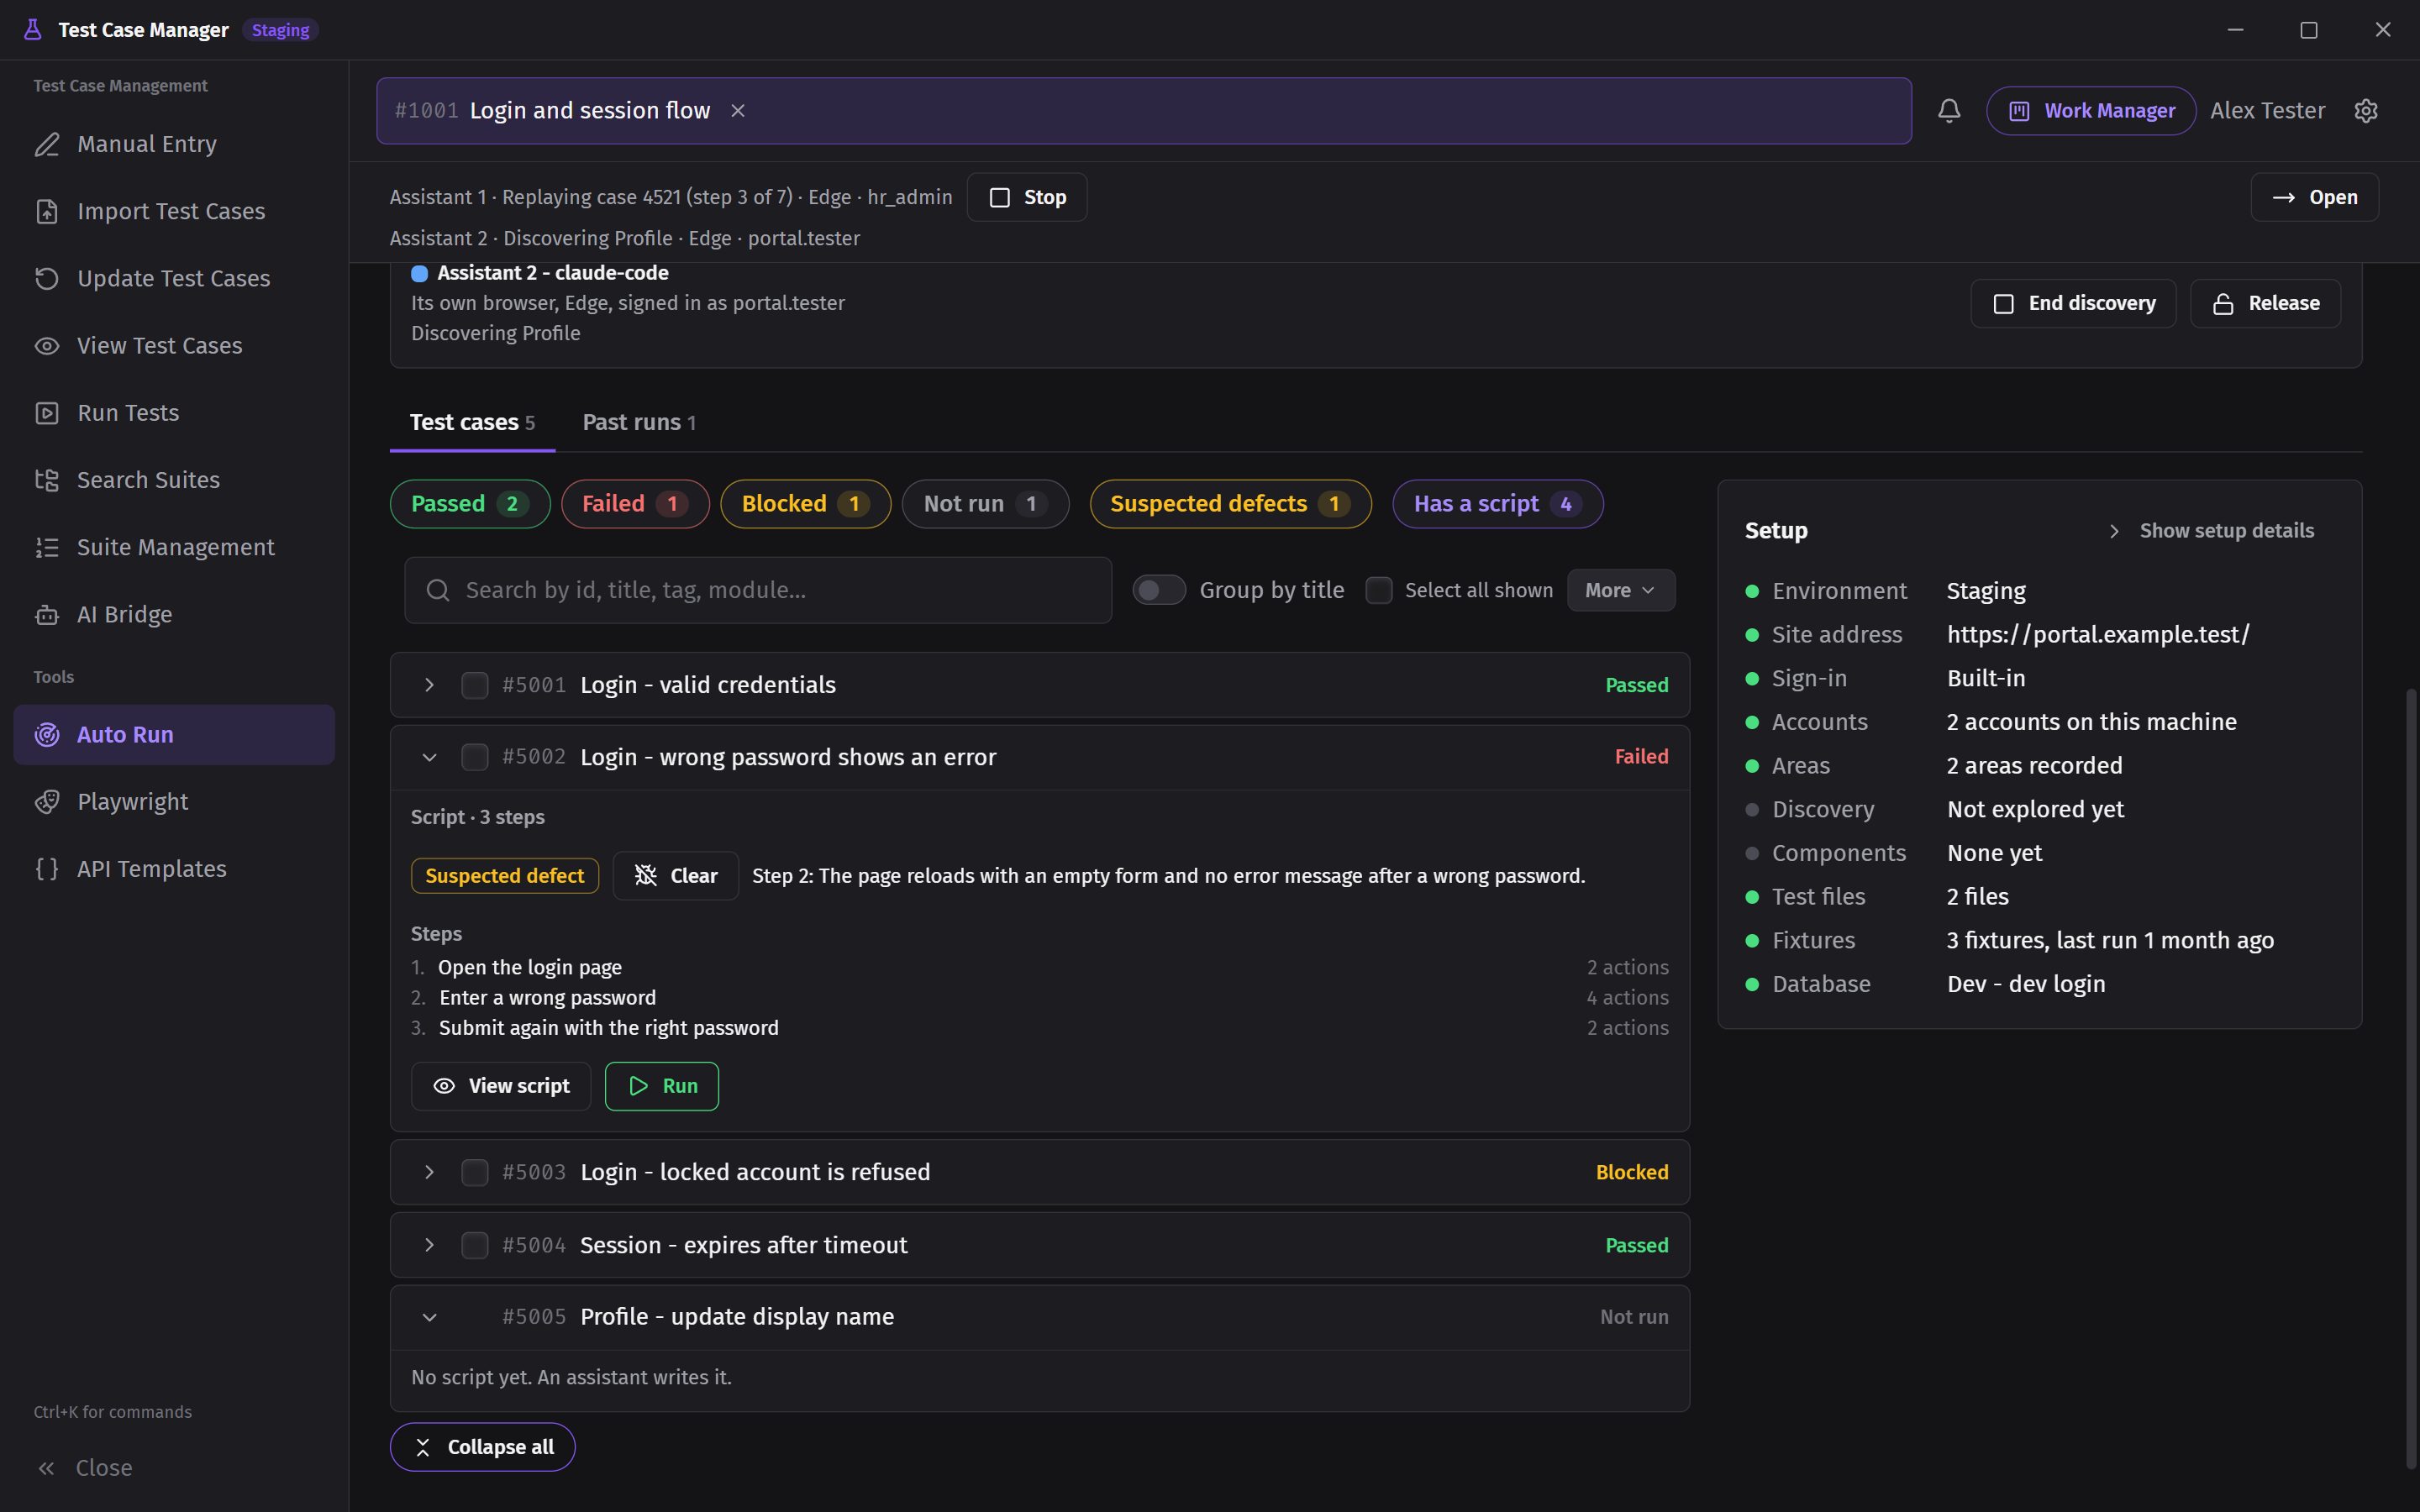 Test Case Manager Staging
Test Case Management
Manual Entry
Import Test Cases
Update Test Cases
View Test Cases
Run Tests
Search Suites
Suite Management
AI Bridge
Tools
Auto Run
Playwright
API Templates
Ctrl+K for commands
Close
#1001 Login and session flow
Work Manager
Alex Tester
Assistant 1 · Replaying case 4521 (step 3 of 7) · Edge · hr_admin
Stop
Open
Assistant 2 · Discovering Profile · Edge · portal.tester
Assistant 2 - claude-code
Its own browser, Edge, signed in as portal.tester
Discovering Profile
End discovery
Release
Test cases 5
Past runs 1
Passed 2
Failed 1
Blocked 1
Not run 1
Suspected defects 1
Has a script 4
Search by id, title, tag, module...
Group by title
Select all shown
More
#5001 Login - valid credentials Passed
#5002 Login - wrong password shows an error Failed
Script · 3 steps
Suspected defect
Clear
Step 2: The page reloads with an empty form and no error message after a wrong password.
Steps
1. Open the login page 2 actions
2. Enter a wrong password 4 actions
3. Submit again with the right password 2 actions
View script
Run
#5003 Login - locked account is refused Blocked
#5004 Session - expires after timeout Passed
#5005 Profile - update display name Not run
No script yet. An assistant writes it.
Collapse all
Setup
Show setup details
Environment Staging
Site address https://portal.example.test/
Sign-in Built-in
Accounts 2 accounts on this machine
Areas 2 areas recorded
Discovery Not explored yet
Components None yet
Test files 2 files
Fixtures 3 fixtures, last run 1 month ago
Database Dev - dev login